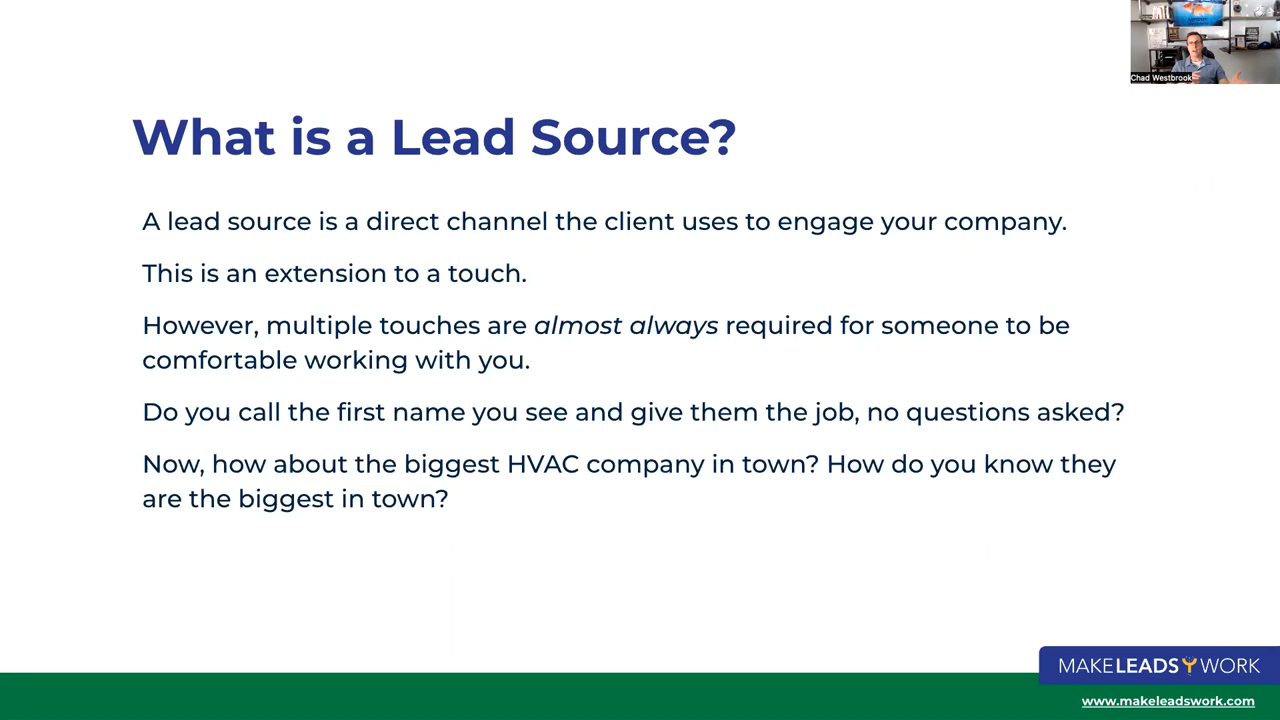 Chad Westbrook
What is a Lead Source?
A lead source is a direct channel the client uses to engage your company.
This is an extension to a touch.
However, multiple touches are almost always required for someone to be
comfortable working with you.
Do you call the first name you see and give them the job, no questions asked?
Now, how about the biggest HVAC company in town? How do you know they
are the biggest in town?
MAKELEADSWORK
www.makeleadswork.com